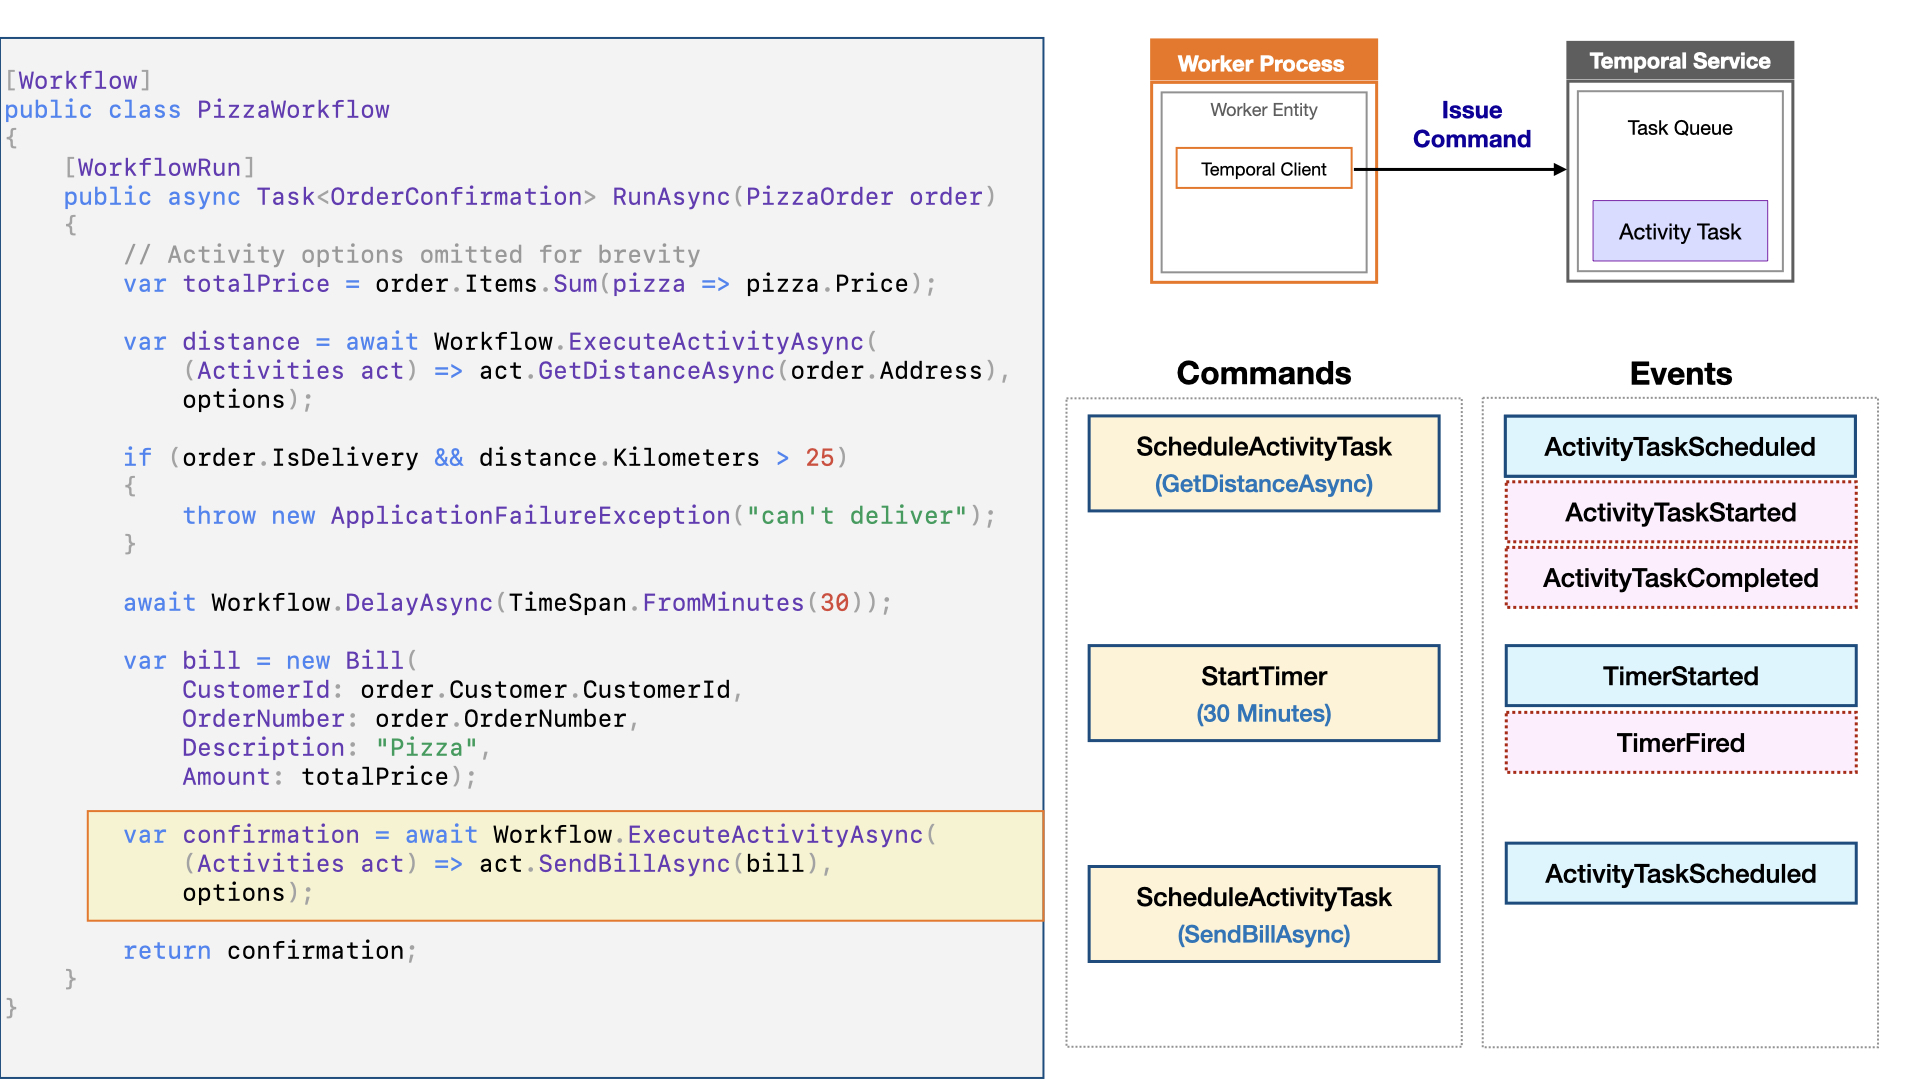 [Workflow]
public class PizzaWorkflow
{
    [WorkflowRun]
    public async Task<OrderConfirmation> RunAsync(PizzaOrder order)
    {
        // Activity options omitted for brevity
        var totalPrice = order.Items.Sum(pizza => pizza.Price);

        var distance = await Workflow.ExecuteActivityAsync(
            (Activities act) => act.GetDistanceAsync(order.Address),
            options);

        if (order.IsDelivery && distance.Kilometers > 25)
        {
            throw new ApplicationFailureException("can't deliver");
        }

        await Workflow.DelayAsync(TimeSpan.FromMinutes(30));

        var bill = new Bill(
            CustomerId: order.Customer.CustomerId,
            OrderNumber: order.OrderNumber,
            Description: "Pizza",
            Amount: totalPrice);

        var confirmation = await Workflow.ExecuteActivityAsync(
            (Activities act) => act.SendBillAsync(bill),
            options);

        return confirmation;
    }
}
Worker Process
Worker Entity
Temporal Client
Issue
Command
Temporal Service
Task Queue
Activity Task
Commands
ScheduleActivityTask
(GetDistanceAsync)
StartTimer
(30 Minutes)
ScheduleActivityTask
(SendBillAsync)
Events
ActivityTaskScheduled
ActivityTaskStarted
ActivityTaskCompleted
TimerStarted
TimerFired
ActivityTaskScheduled